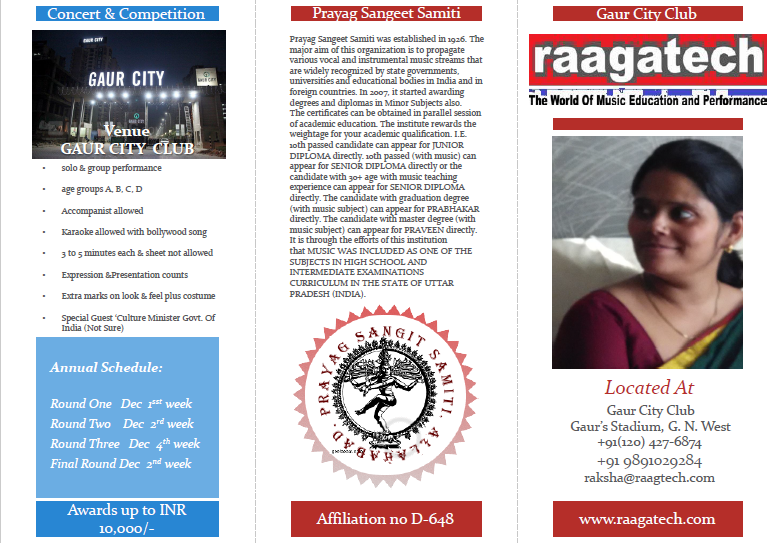 Concert & Competition
GAUR CITY
GAUR CITY
Venue
GAUR CITY CLUB
• solo & group performance
• age groups A, B, C, D
• Accompanist allowed
• Karaoke allowed with bollywood song
• 3 to 5 minutes each & sheet not allowed
• Expression &Presentation counts
• Extra marks on look & feel plus costume
• Special Guest ‘Culture Minister Govt. Of
India (Not Sure)
Annual Schedule:
Round One Dec 1sst week
Round Two Dec 2rd week
Round Three Dec 4th week
Final Round Dec 2nd week
Awards up to INR
10,000/-
Prayag Sangeet Samiti
Prayag Sangeet Samiti was established in 1926. The
major aim of this organization is to propagate
various vocal and instrumental music streams that
are widely recognized by state governments,
universities and educational bodies in India and in
foreign countries. In 2007, it started awarding
degrees and diplomas in Minor Subjects also.
The certificates can be obtained in parallel session
of academic education. The institute rewards the
weightage for your academic qualification. I.E.
10th passed candidate can appear for JUNIOR
DIPLOMA directly. 10th passed (with music) can
appear for SENIOR DIPLOMA directly or the
candidate with 30+ age with music teaching
experience can appear for SENIOR DIPLOMA
directly. The candidate with graduation degree
(with music subject) can appear for PRABHAKAR
directly. The candidate with master degree (with
music subject) can appear for PRAVEEN directly.
It is through the efforts of this institution
that MUSIC WAS INCLUDED AS ONE OF THE
SUBJECTS IN HIGH SCHOOL AND
INTERMEDIATE EXAMINATIONS
CURRICULUM IN THE STATE OF UTTAR
PRADESH (INDIA).
PRAYAG SANGIT SAMITI. ALLAHABAD.
Affiliation no D-648
Gaur City Club
raagatech
The World Of Music Education and Performances
Located At
Gaur City Club
Gaur's Stadium, G. N. West
+91(120) 427-6874
+91 9891029284
raksha@raagtech.com
www.raagatech.com